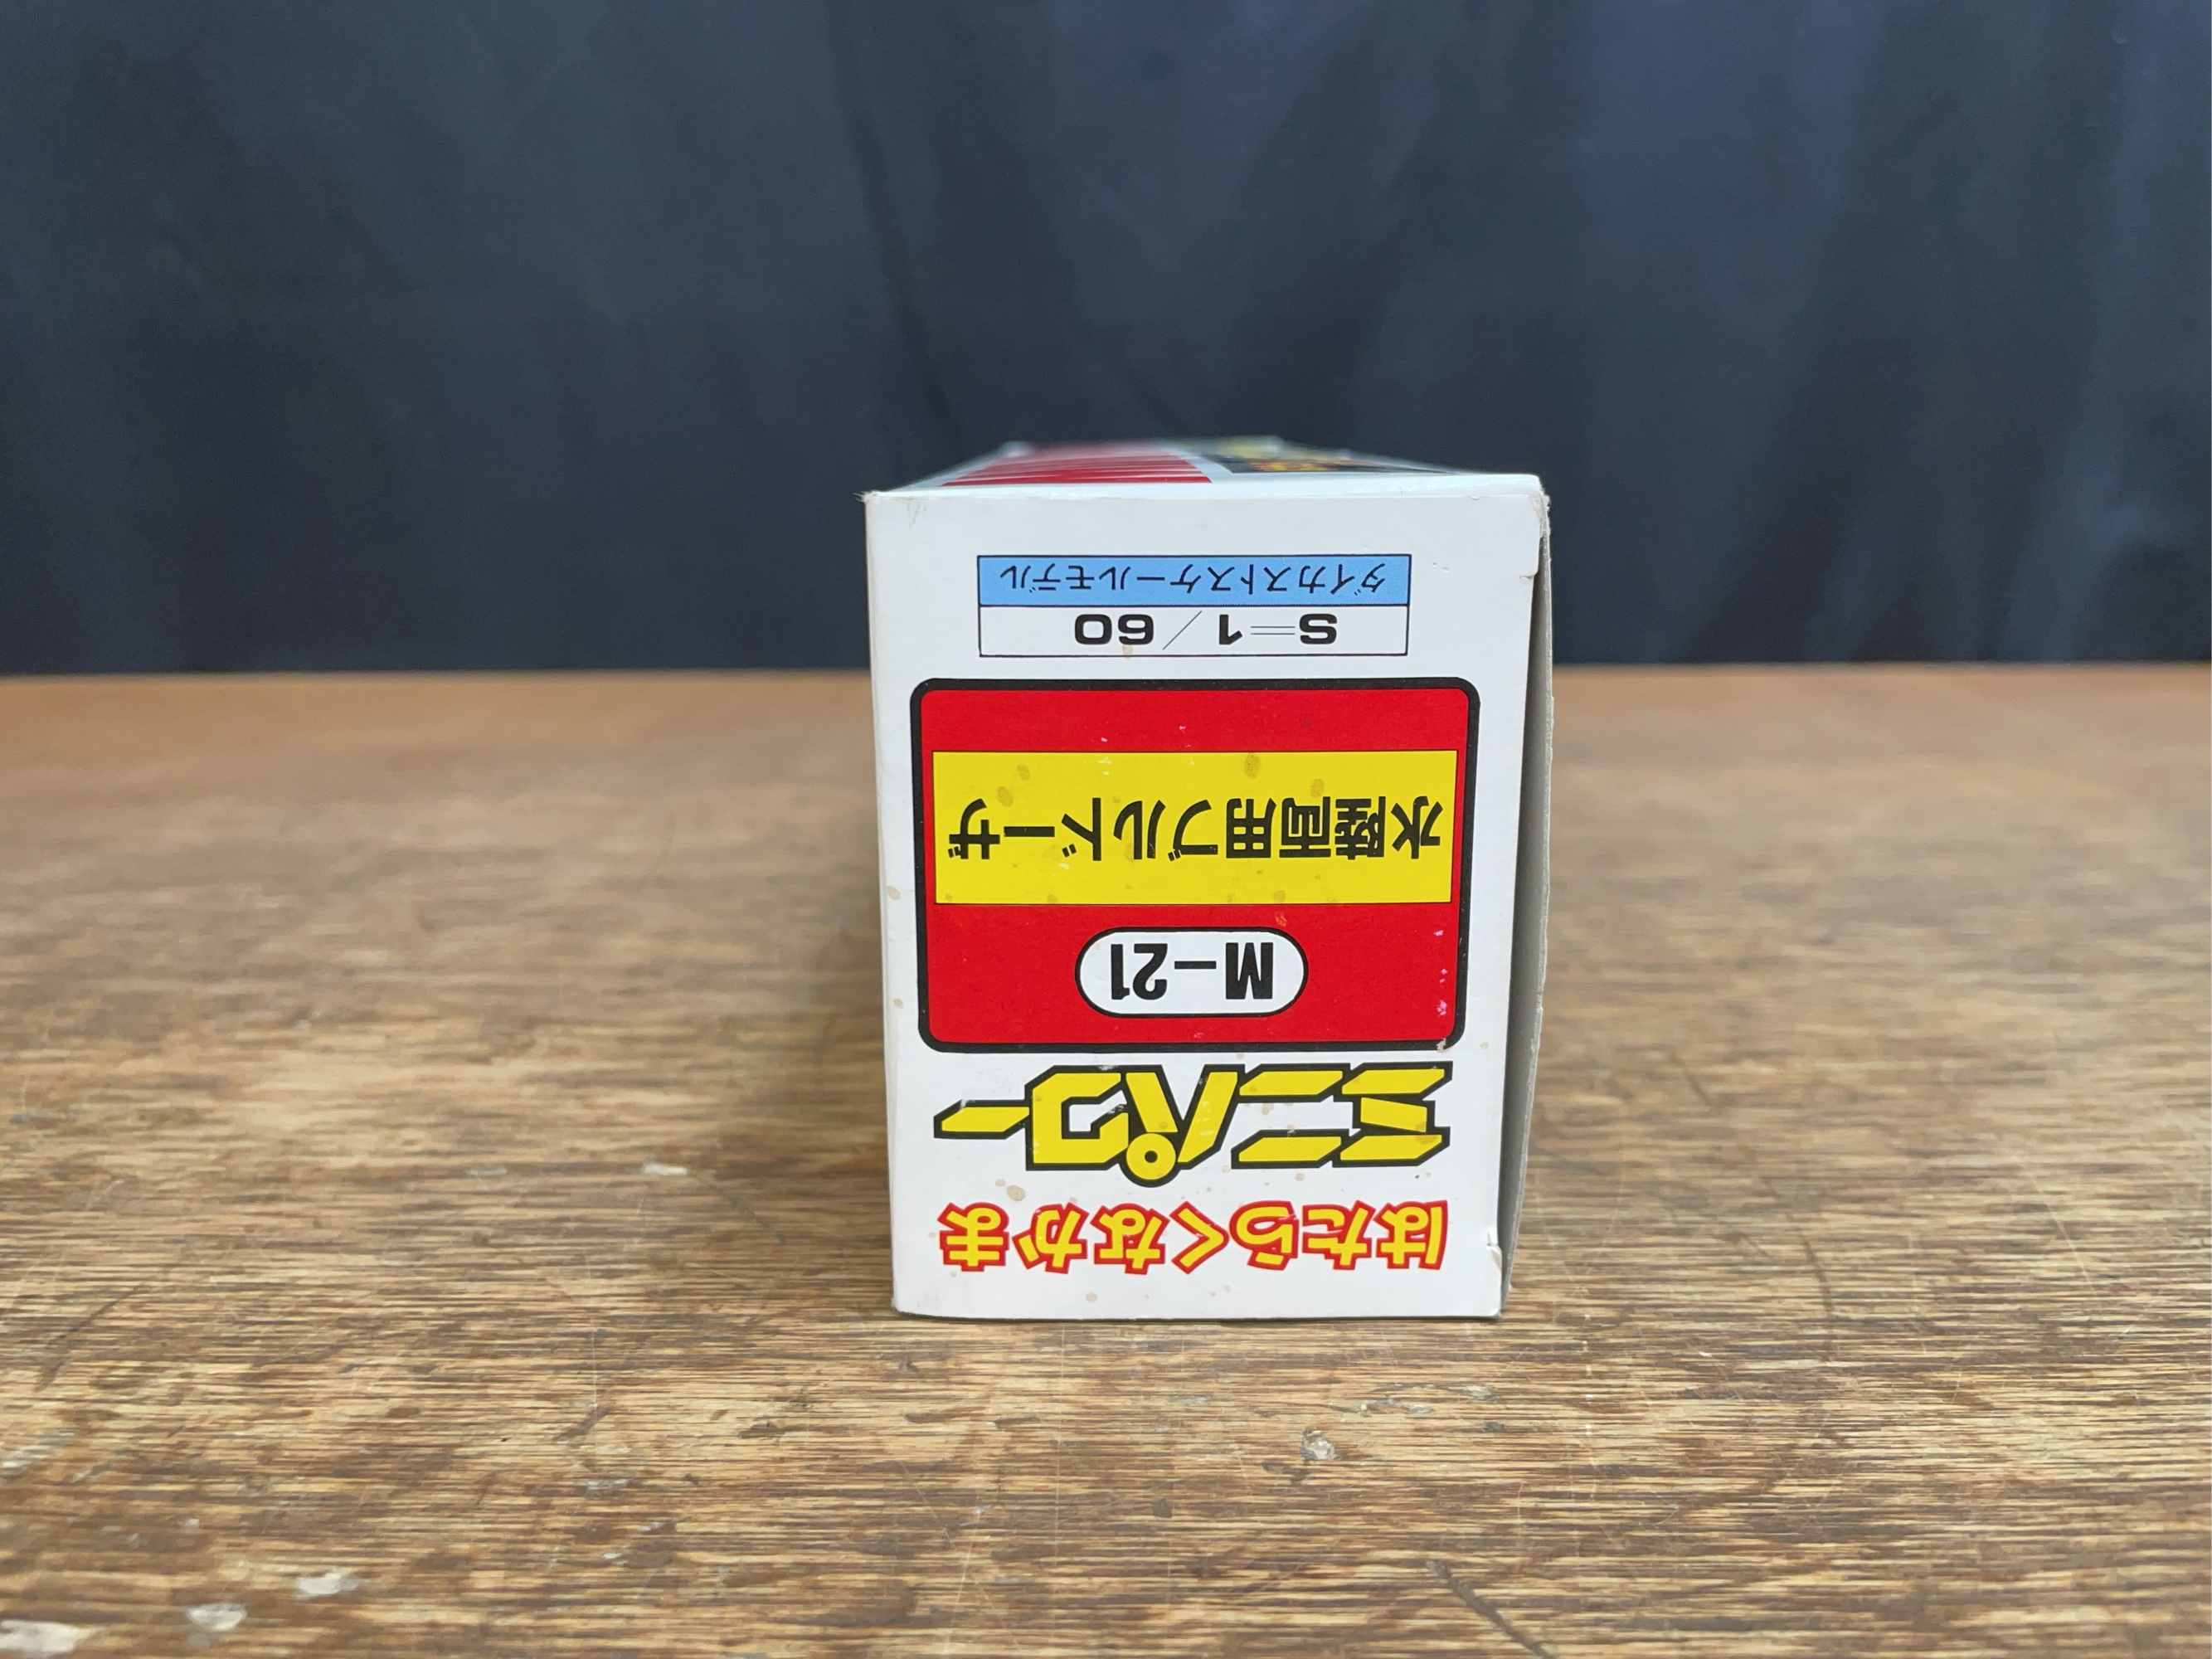 はたらくなかま
ミニパワー
M-21
水陸両用ブルドーザ
S=1/60
ダイカストスケールモデル